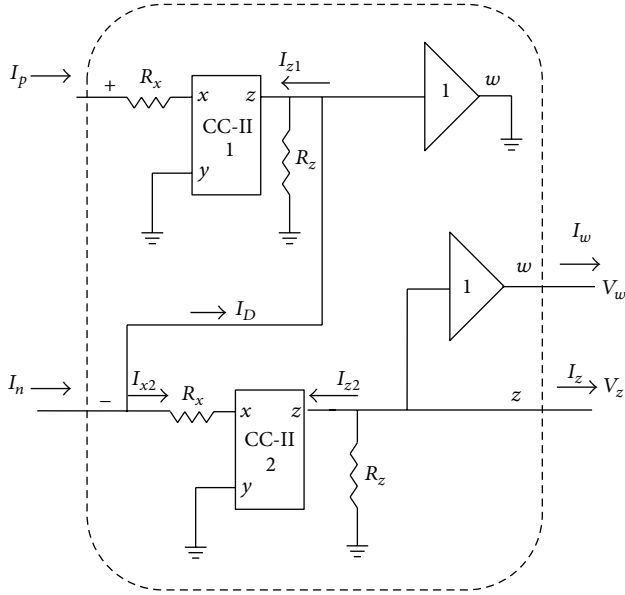 I_p
+
R_x
x
z
CC-II
1
y
I_z1
R_z
1
w
I_D
1
w
I_w
V_w
I_n
−
I_x2
R_x
x
z
CC-II
2
y
I_z2
R_z
z
I_z
V_z